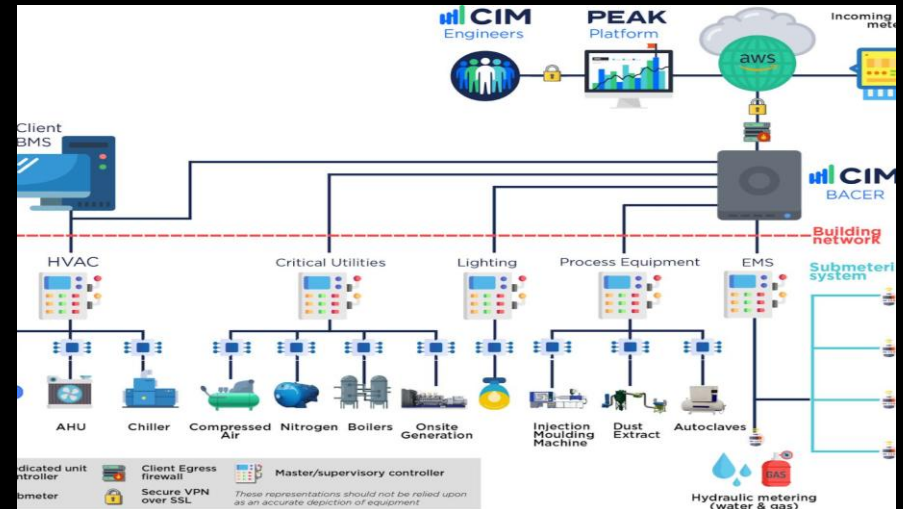 CIM
Engineers
PEAK
Platform
aws
Incoming
Client
BMS
CIM
BACER
Building
network
HVAC
Critical Utilities
Lighting
Process Equipment
EMS
system
AHU
Chiller
Compressed
Air
Nitrogen
Boilers
Onsite
Generation
Injection
Moulding
Machine
Dust
Extract
Autoclaves
GAS
Hydraulic metering
(water & gas)
unit
Client Egress
firewall
Master/supervisory controller
Secure VPN
over SSL
These representations should not be relied upon
as an accurate depiction of equipment